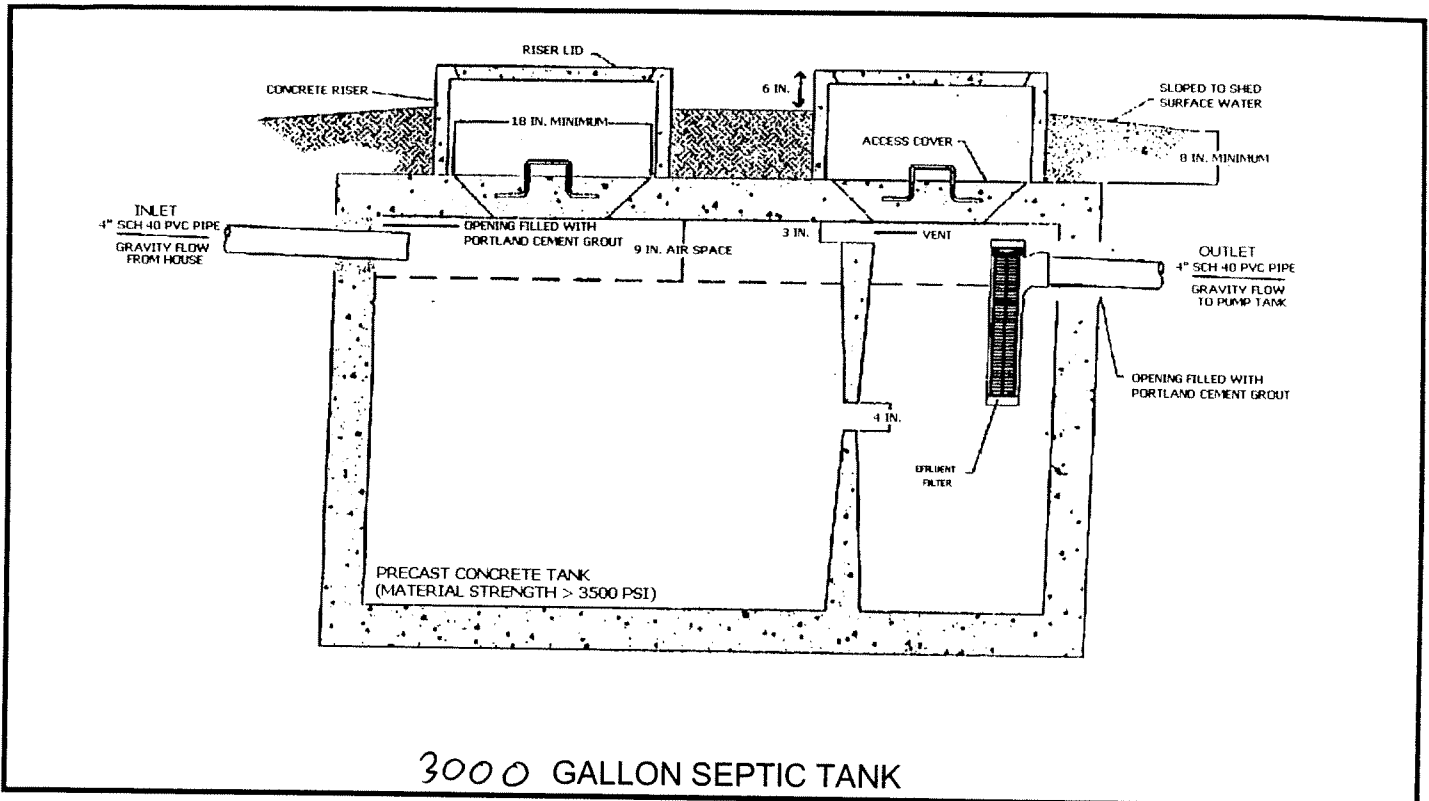 RISER LID
CONCRETE RISER
6 IN.
SLOPED TO SHED
SURFACE WATER
18 IN. MINIMUM
ACCESS COVER
8 IN. MINIMUM
INLET
4" SCH 40 PVC PIPE
GRAVITY FLOW
FROM HOUSE
OPENING FILLED WITH
PORTLAND CEMENT GROUT
9 IN. AIR SPACE
3 IN.
VENT
OUTLET
4" SCH 40 PVC PIPE
GRAVITY FLOW
TO PUMP TANK
OPENING FILLED WITH
PORTLAND CEMENT GROUT
4 IN.
EFFLUENT
FILTER
PRECAST CONCRETE TANK
(MATERIAL STRENGTH > 3500 PSI)
3000 GALLON SEPTIC TANK